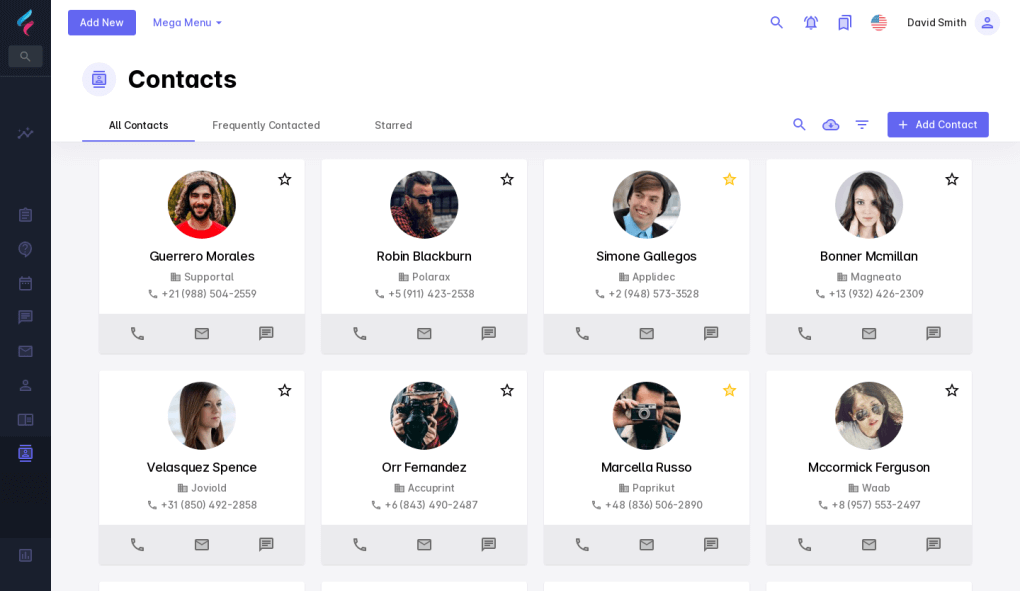 Add New
Mega Menu
David Smith
Contacts
All Contacts
Frequently Contacted
Starred
Add Contact
Guerrero Morales
Supportal
+21 (988) 504-2559
Robin Blackburn
Polarax
+5 (911) 423-2538
Simone Gallegos
Applidec
+2 (948) 573-3528
Bonner Mcmillan
Magneato
+13 (932) 426-2309
Velasquez Spence
Joviold
+31 (850) 492-2858
Orr Fernandez
Accuprint
+6 (843) 490-2487
Marcella Russo
Paprikut
+48 (836) 506-2890
Mccormick Ferguson
Waab
+8 (957) 553-2497